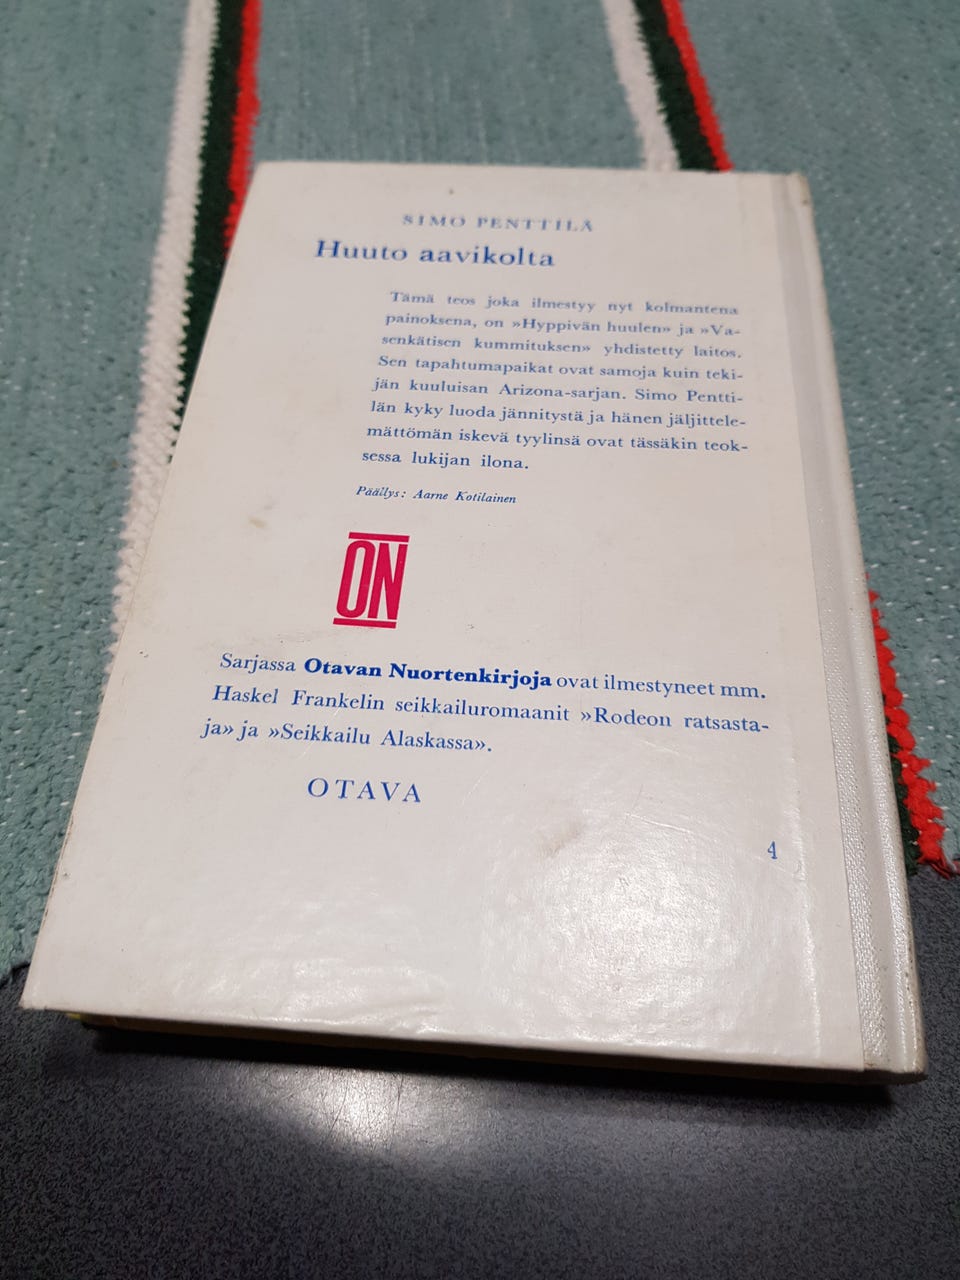 SIMO PENTTILÄ
Huuto aavikolta
Tämä teos joka ilmestyy nyt kolmantena
painoksena, on »Hyppivän huulen» ja »Va-
senkätisen kummituksen» yhdistetty laitos.
Sen tapahtumapaikat ovat samoja kuin teki-
jän kuuluisan Arizona-sarjan. Simo Pentti-
län kyky luoda jännitystä ja hänen jäljittele-
mättömän iskevä tyylinsä ovat tässäkin teok-
sessa lukijan ilona.
Päällys: Aarne Kotilainen
ON
Sarjassa Otavan Nuortenkirjoja ovat ilmestyneet mm.
Haskel Frankelin seikkailuromaanit »Rodeon ratsasta-
ja» ja »Seikkailu Alaskassa».
OTAVA
4